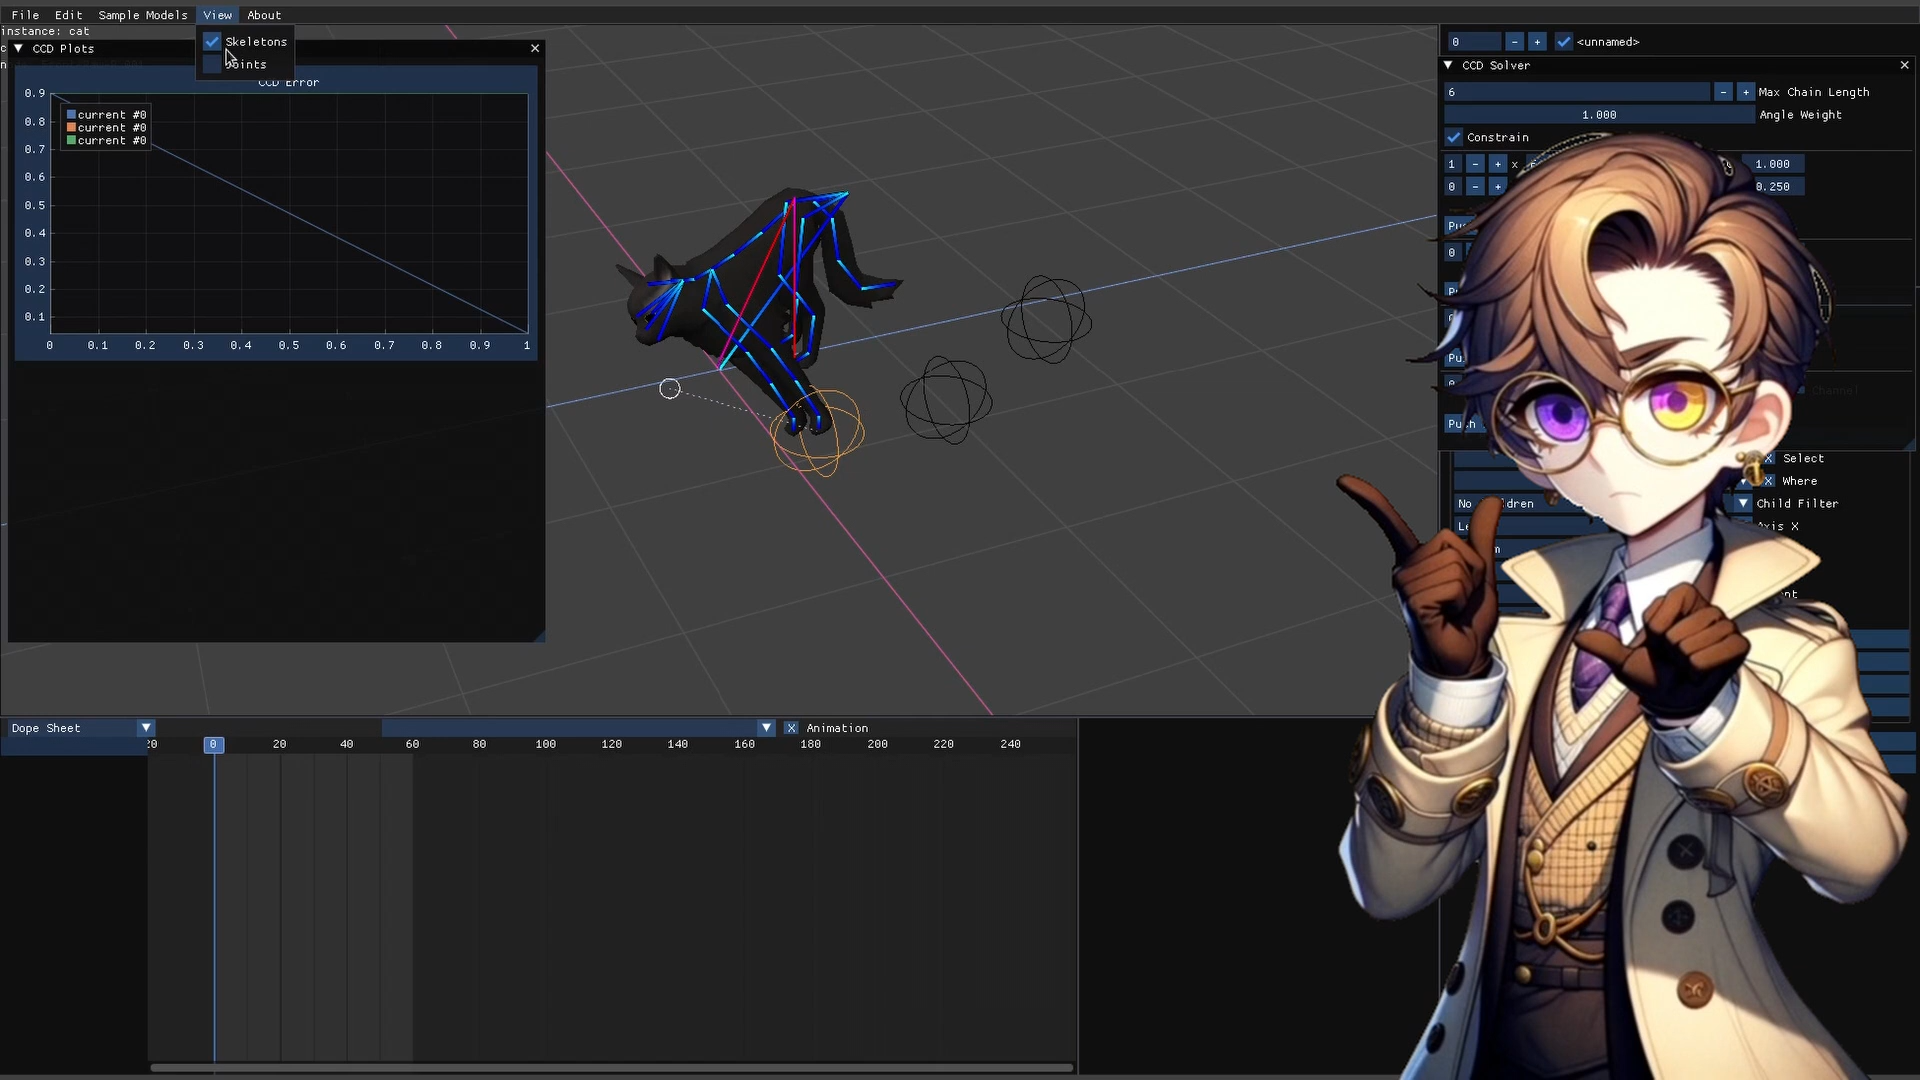 File Edit Sample Models View About
instance: cat
Skeletons
CCD Plots
Joints
CCD Error
0.9
0.8
0.7
0.6
0.5
0.4
0.3
0.2
0.1
current #0
current #0
current #0
0 0.1 0.2 0.3 0.4 0.5 0.6 0.7 0.8 0.9 1
0 - + <unnamed>
CCD Solver
6 - + Max Chain Length
1.000 Angle Weight
Constrain
1 - + x 1.000
0 - + 0.250
0
Push
X Select
X Where
Child Filter
Axis X
Channel
Dope Sheet X Animation
0 20 40 60 80 100 120 140 160 180 200 220 240